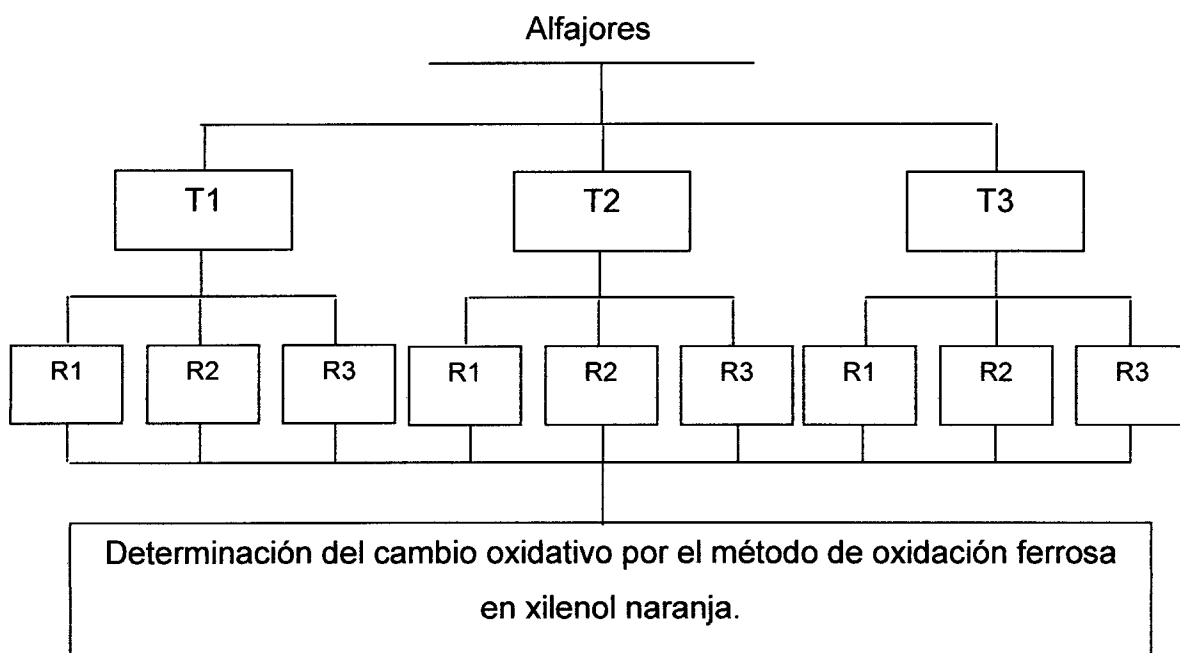 Alfajores
T1
T2
T3
R1
R2
R3
R1
R2
R3
R1
R2
R3
Determinación del cambio oxidativo por el método de oxidación ferrosa
en xilenol naranja.